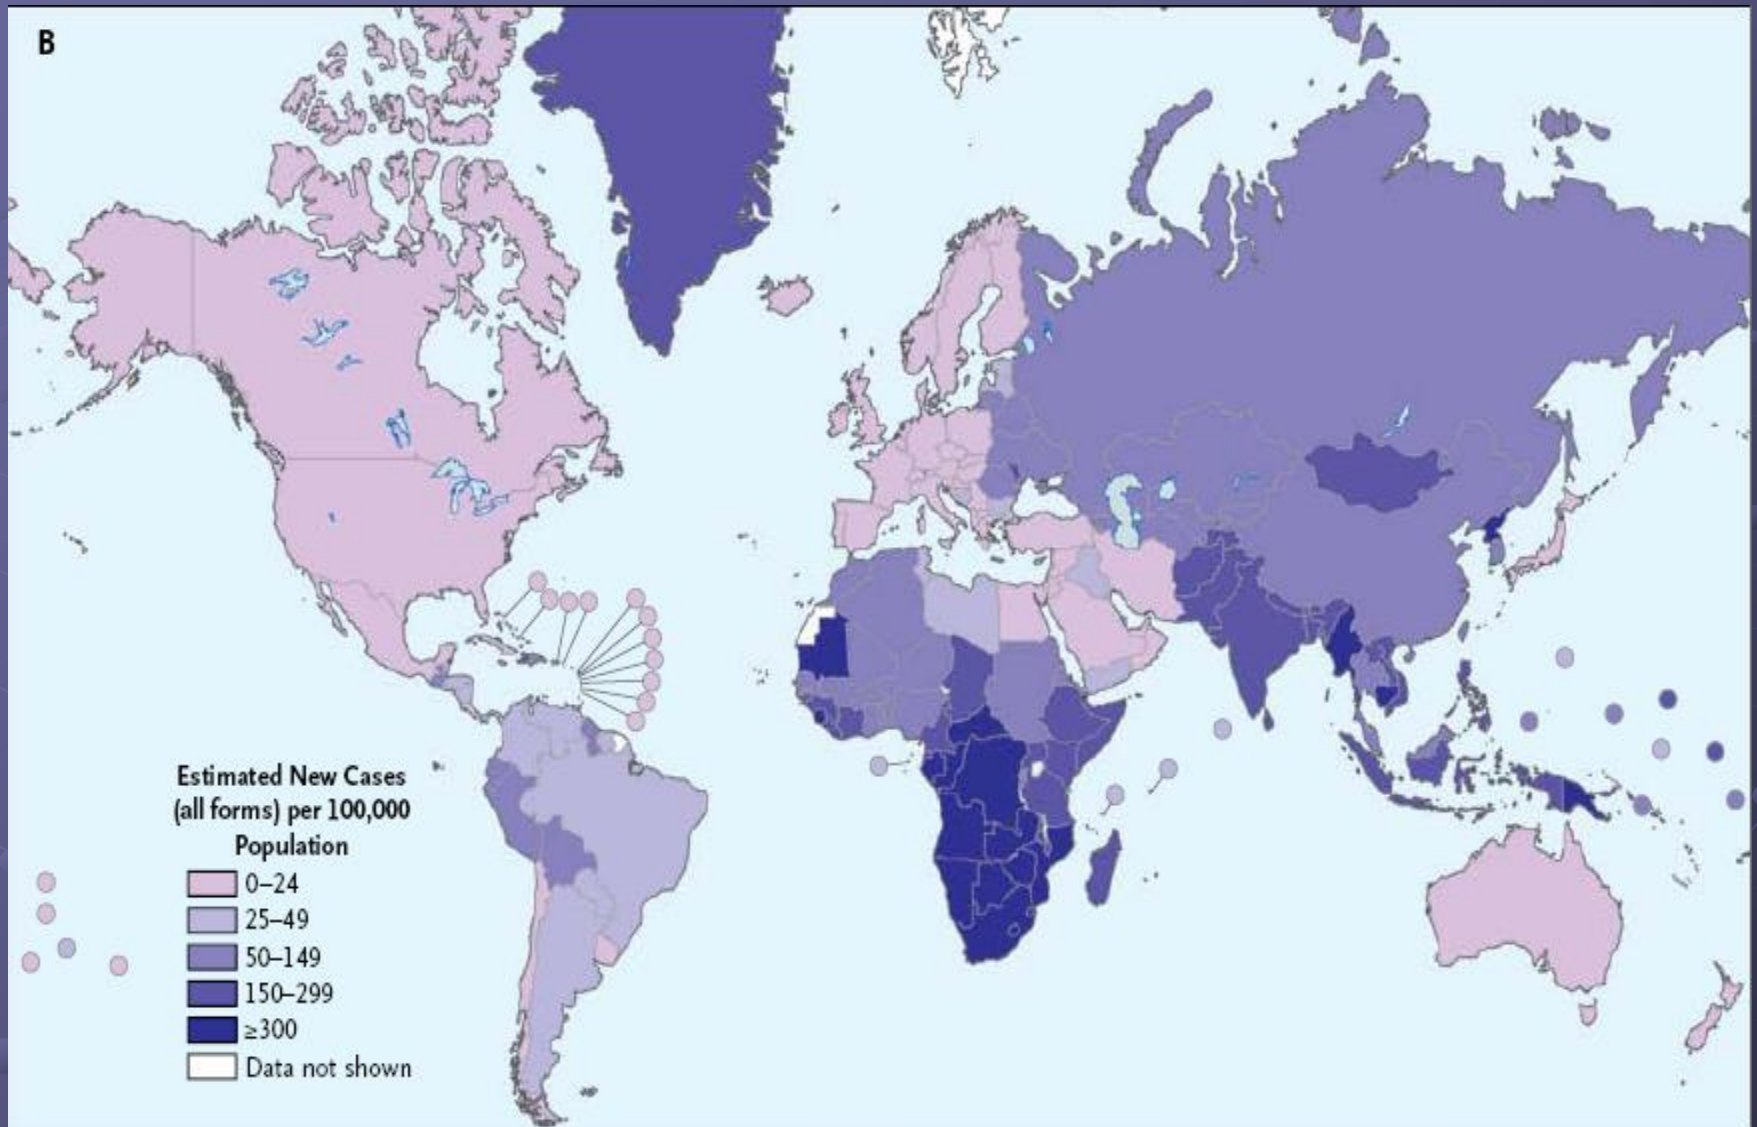 B
Estimated New Cases
(all forms) per 100,000
Population
0–24
25–49
50–149
150–299
≥300
Data not shown